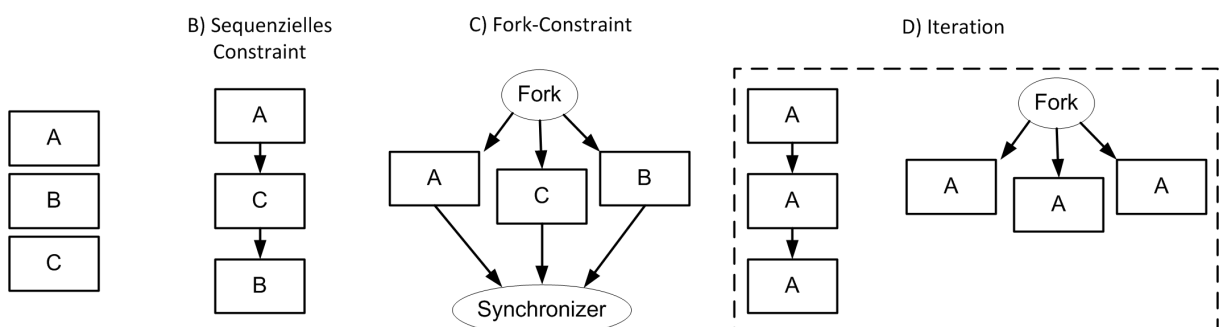 B) Sequenzielles
Constraint
C) Fork-Constraint
D) Iteration
A
B
C
A
C
B
Fork
A
C
B
Synchronizer
A
A
A
Fork
A
A
A